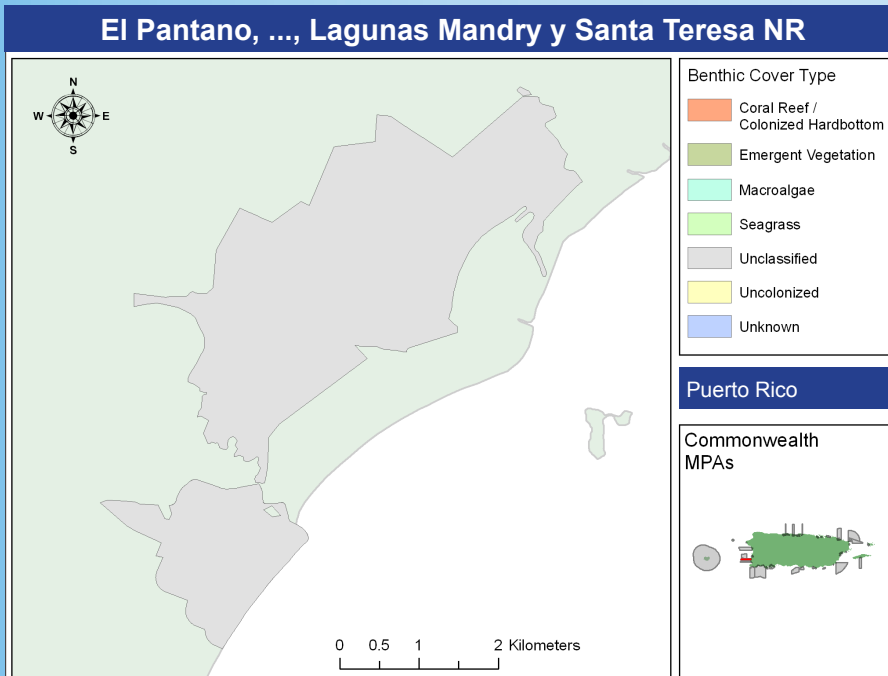 El Pantano, ..., Lagunas Mandry y Santa Teresa NR
N
W E
S
Benthic Cover Type
Coral Reef /
Colonized Hardbottom
Emergent Vegetation
Macroalgae
Seagrass
Unclassified
Uncolonized
Unknown
Puerto Rico
Commonwealth
MPAs
0 0.5 1 2 Kilometers